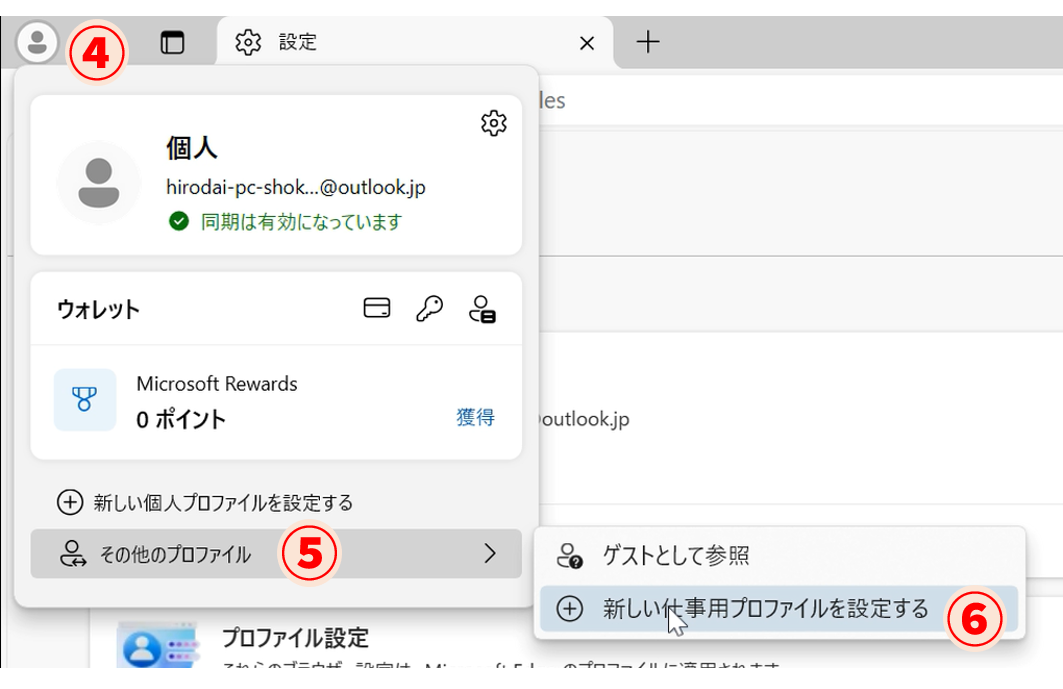 ④
設定
les
個人
hirodai-pc-shok...@outlook.jp
同期は有効になっています
ウォレット
Microsoft Rewards
0 ポイント
獲得
outlook.jp
新しい個人プロファイルを設定する
その他のプロファイル
⑤
ゲストとして参照
新しい仕事用プロファイルを設定する
⑥
プロファイル設定